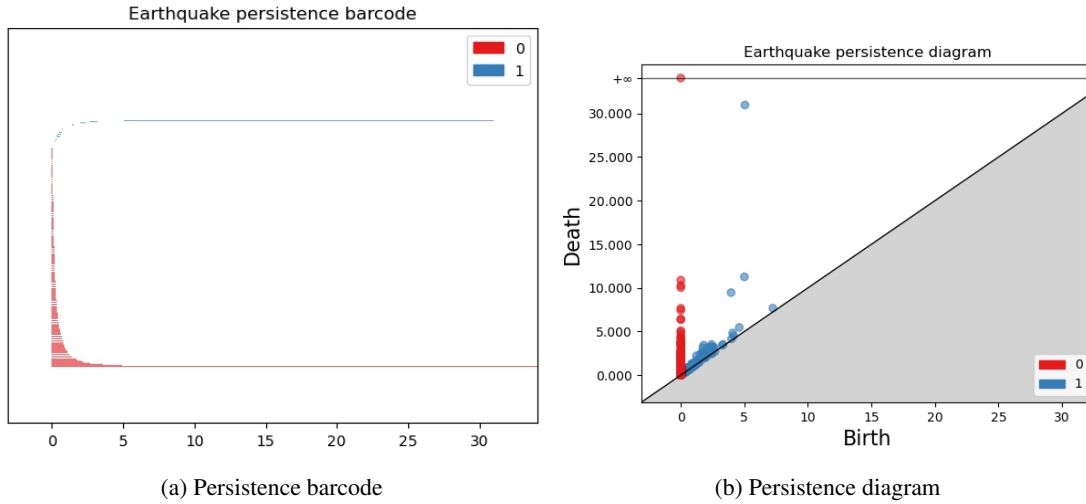 Earthquake persistence barcode
0
1
0 5 10 15 20 25 30
(a) Persistence barcode
Earthquake persistence diagram
+∞
30.000
25.000
20.000
15.000
10.000
5.000
0.000
Death
0
1
0 5 10 15 20 25 30
Birth
(b) Persistence diagram